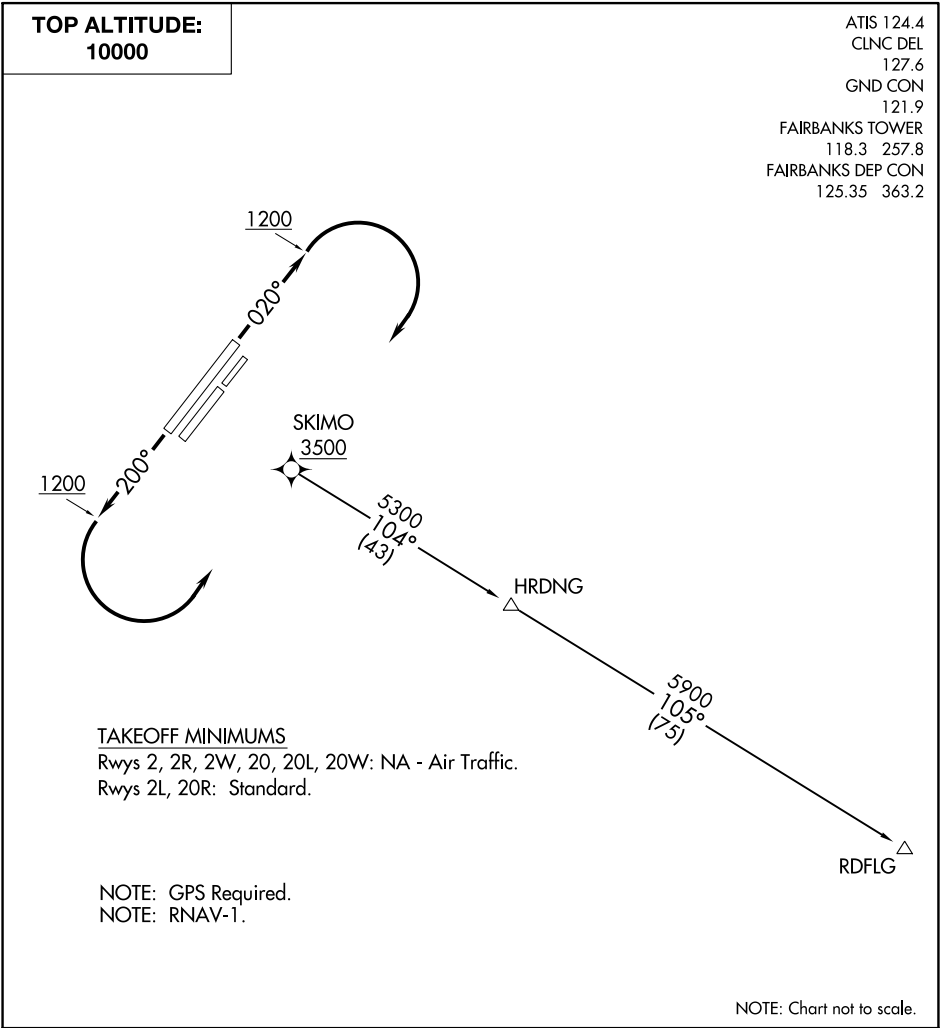 TOP ALTITUDE:
10000
ATIS 124.4
CLNC DEL
127.6
GND CON
121.9
FAIRBANKS TOWER
118.3 257.8
FAIRBANKS DEP CON
125.35 363.2
1200
020°
200°
1200
SKIMO
3500
5300
104°
(43)
HRDNG
5900
105°
(75)
RDFLG
TAKEOFF MINIMUMS
Rwys 2, 2R, 2W, 20, 20L, 20W: NA - Air Traffic.
Rwys 2L, 20R: Standard.
NOTE: GPS Required.
NOTE: RNAV-1.
NOTE: Chart not to scale.